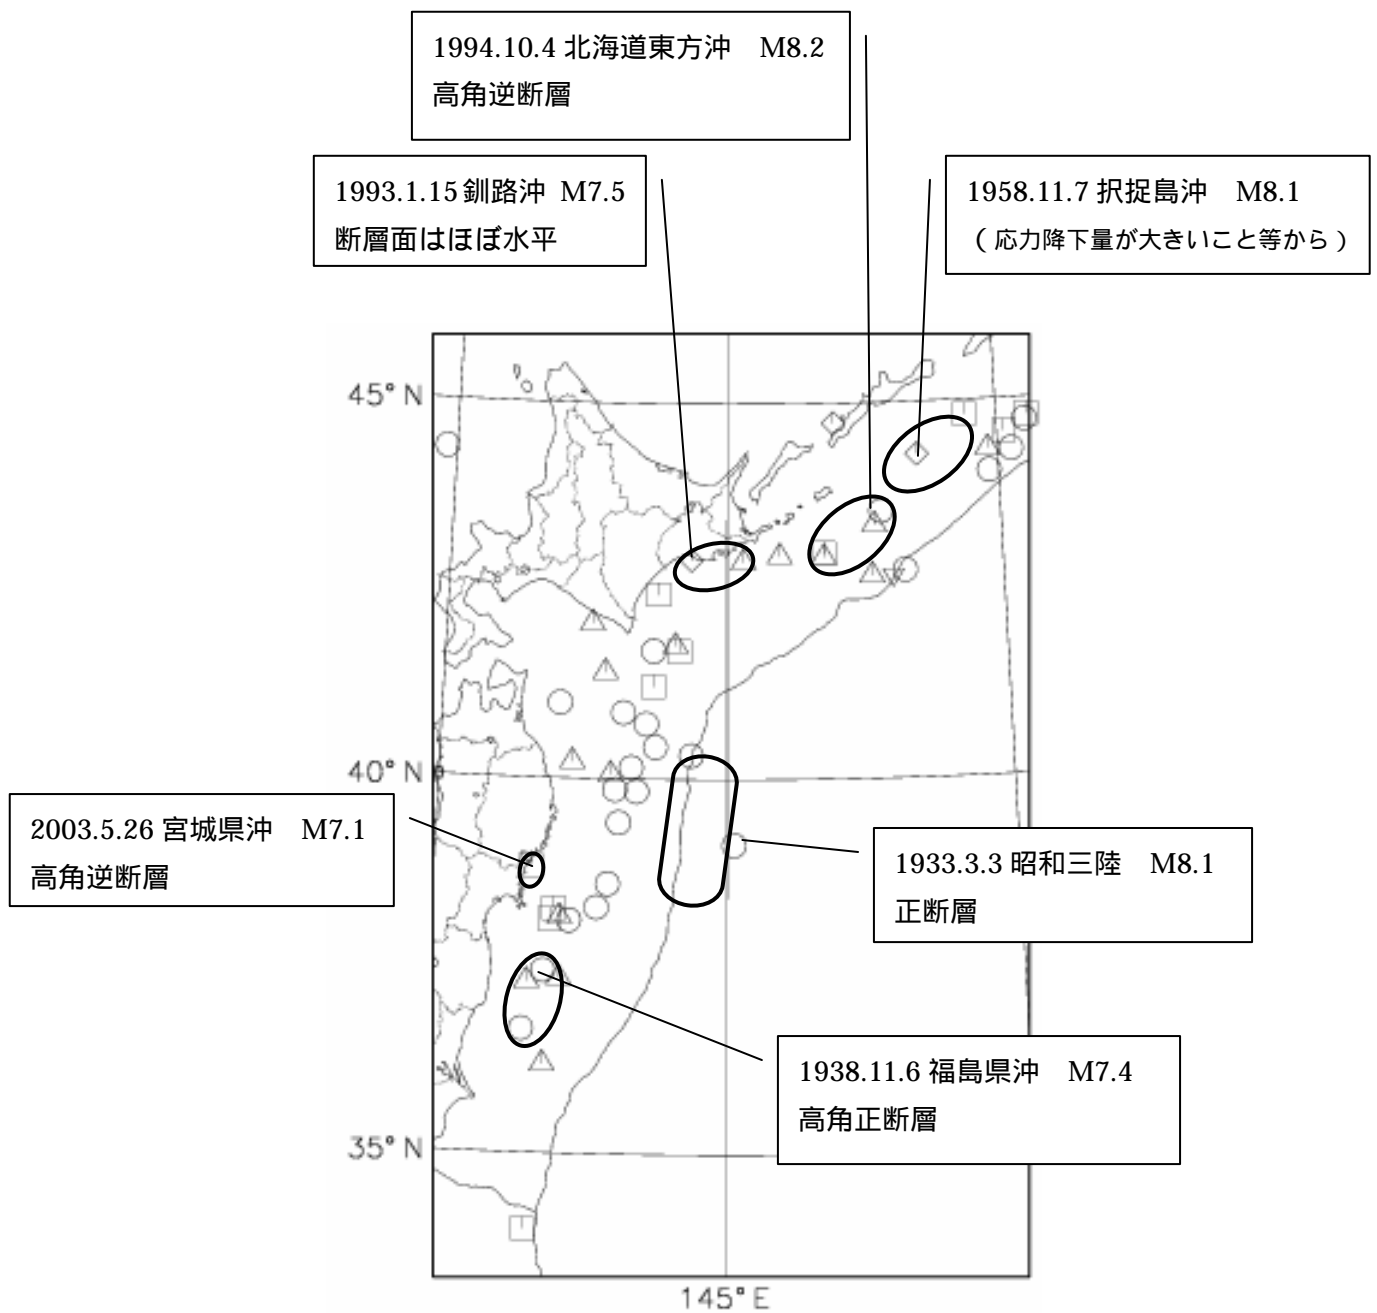 1994.10.4 北海道東方沖　M8.2
高角逆断層
1993.1.15 釧路沖 M7.5
断層面はほぼ水平
1958.11.7 択捉島沖　M8.1
（応力降下量が大きいこと等から）
45°N
40°N
2003.5.26 宮城県沖　M7.1
高角逆断層
1933.3.3 昭和三陸　M8.1
正断層
1938.11.6 福島県沖　M7.4
高角正断層
35°N
145°E